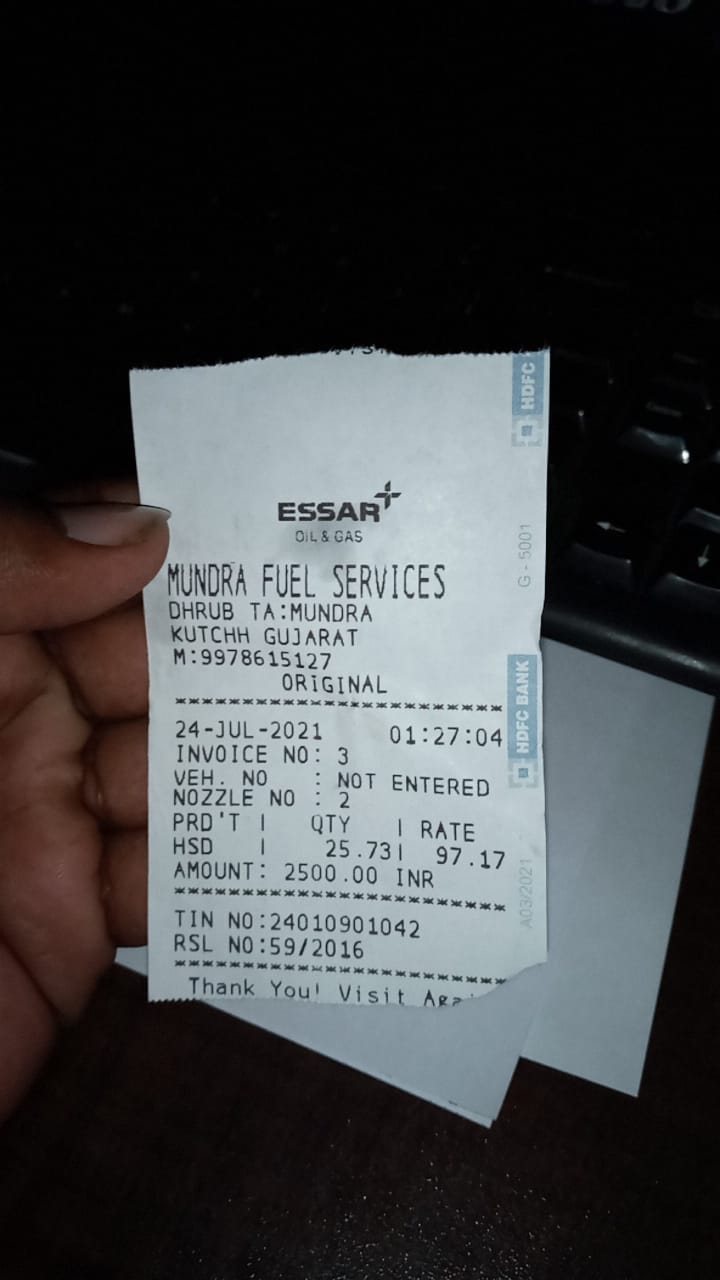 ESSAR
OIL & GAS
MUNDRA FUEL SERVICES
DHRUB TA:MUNDRA
KUTCHH GUJARAT
M:9978615127
ORIGINAL
************************************
24-JUL-2021 01:27:04
INVOICE NO: 3
VEH. NO : NOT ENTERED
NOZZLE NO : 2
PRD'T | QTY | RATE
HSD | 25.73| 97.17
AMOUNT: 2500.00 INR
************************************
TIN NO:24010901042
RSL NO:59/2016
************************************
Thank You! Visit
HDFC
G - 5001
HDFC BANK
A03/2021